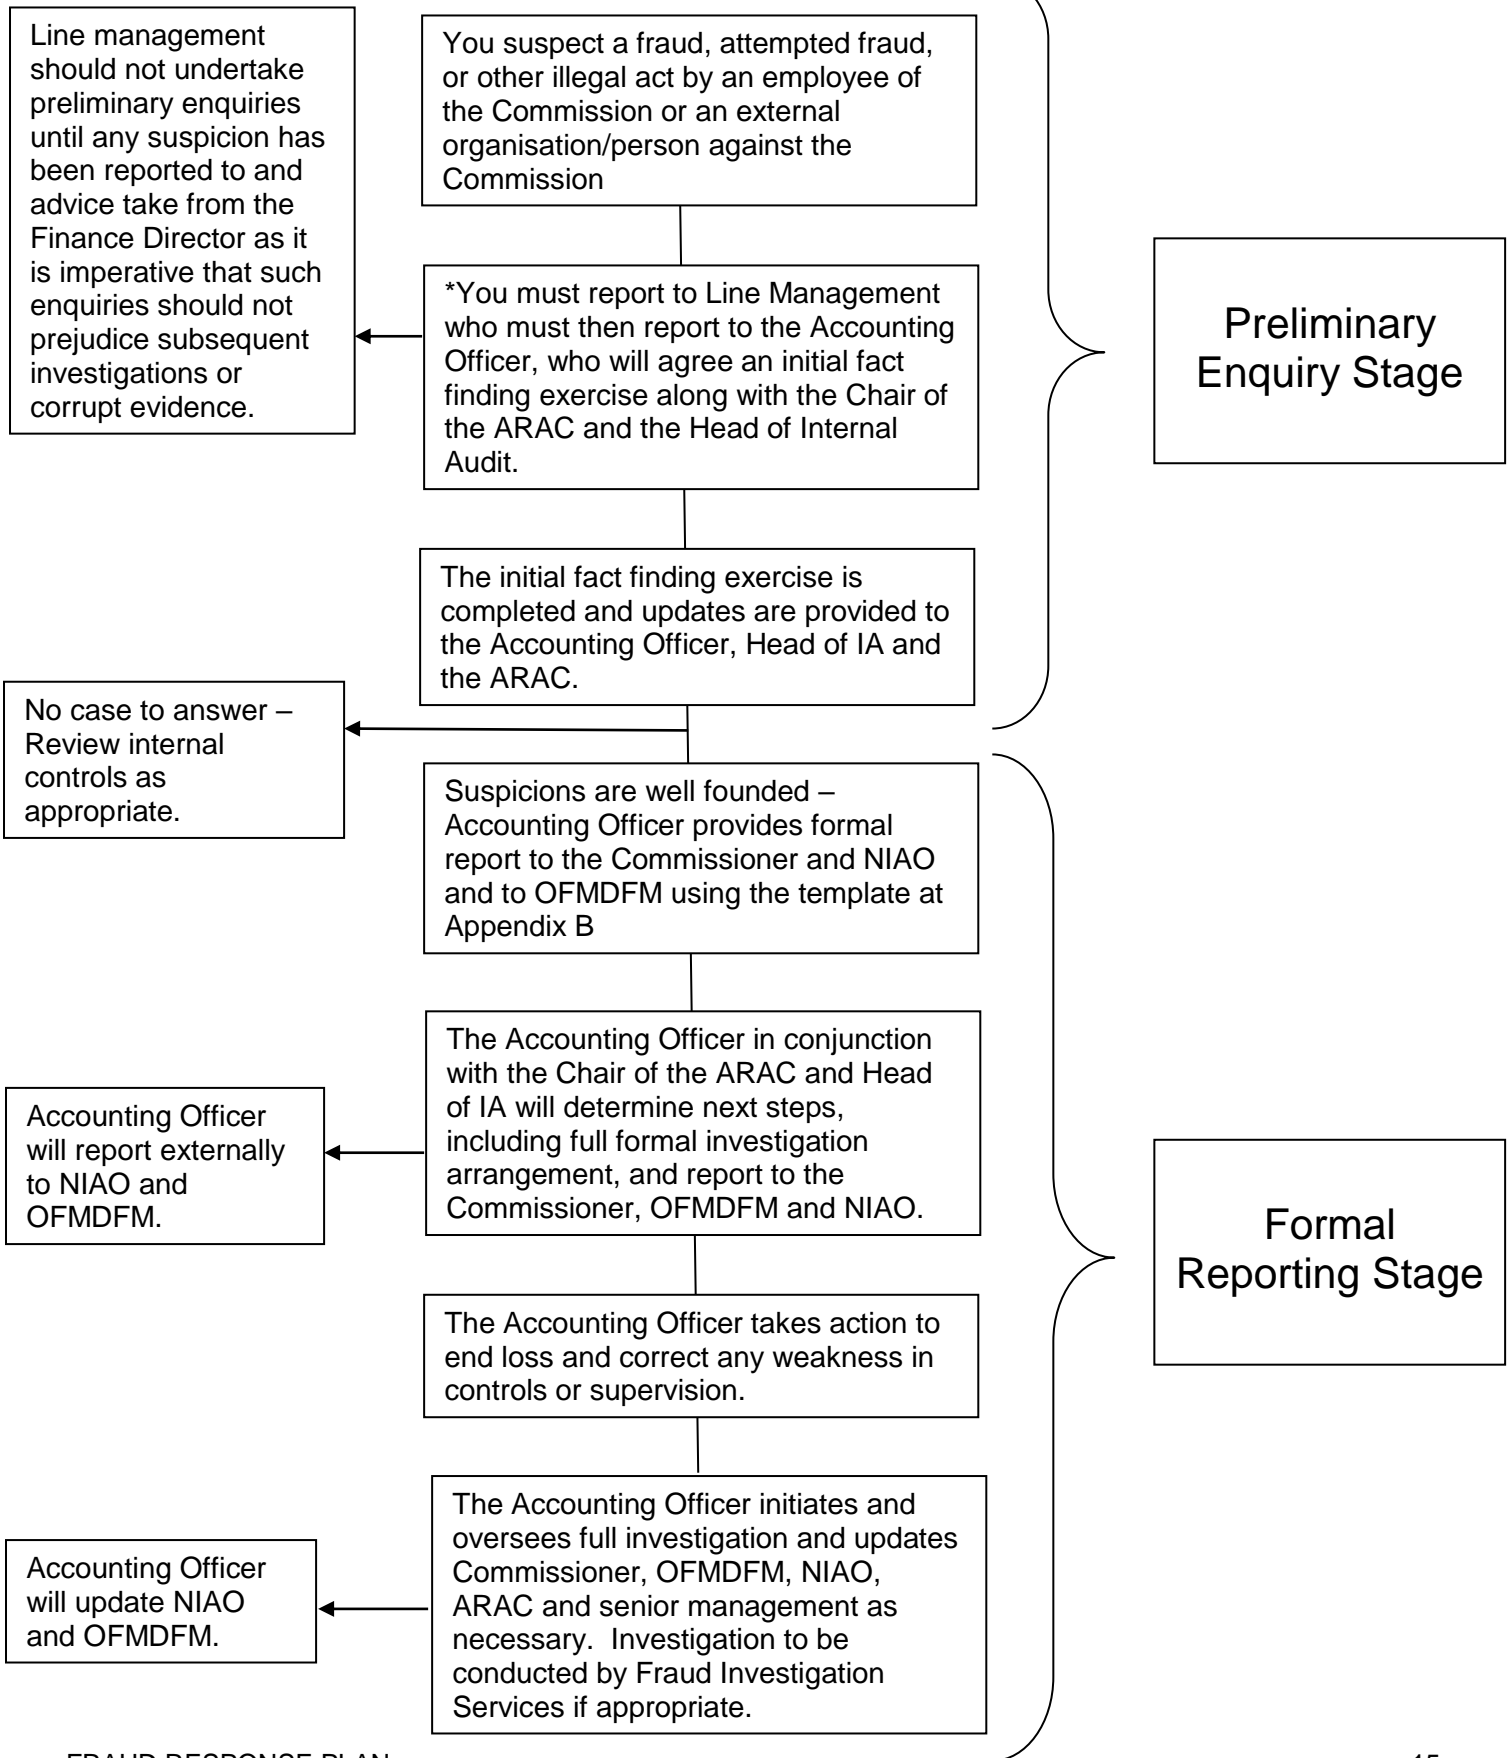 Line management
should not undertake
preliminary enquiries
until any suspicion has
been reported to and
advice take from the
Finance Director as it
is imperative that such
enquiries should not
prejudice subsequent
investigations or
corrupt evidence.
You suspect a fraud, attempted fraud,
or other illegal act by an employee of
the Commission or an external
organisation/person against the
Commission
*You must report to Line Management
who must then report to the Accounting
Officer, who will agree an initial fact
finding exercise along with the Chair of
the ARAC and the Head of Internal
Audit.
Preliminary
Enquiry Stage
The initial fact finding exercise is
completed and updates are provided to
the Accounting Officer, Head of IA and
the ARAC.
No case to answer –
Review internal
controls as
appropriate.
Suspicions are well founded –
Accounting Officer provides formal
report to the Commissioner and NIAO
and to OFMDFM using the template at
Appendix B
The Accounting Officer in conjunction
with the Chair of the ARAC and Head
of IA will determine next steps,
including full formal investigation
arrangement, and report to the
Commissioner, OFMDFM and NIAO.
Accounting Officer
will report externally
to NIAO and
OFMDFM.
Formal
Reporting Stage
The Accounting Officer takes action to
end loss and correct any weakness in
controls or supervision.
The Accounting Officer initiates and
oversees full investigation and updates
Commissioner, OFMDFM, NIAO,
ARAC and senior management as
necessary.  Investigation to be
conducted by Fraud Investigation
Services if appropriate.
Accounting Officer
will update NIAO
and OFMDFM.
FRAUD RESPONSE PLAN
15